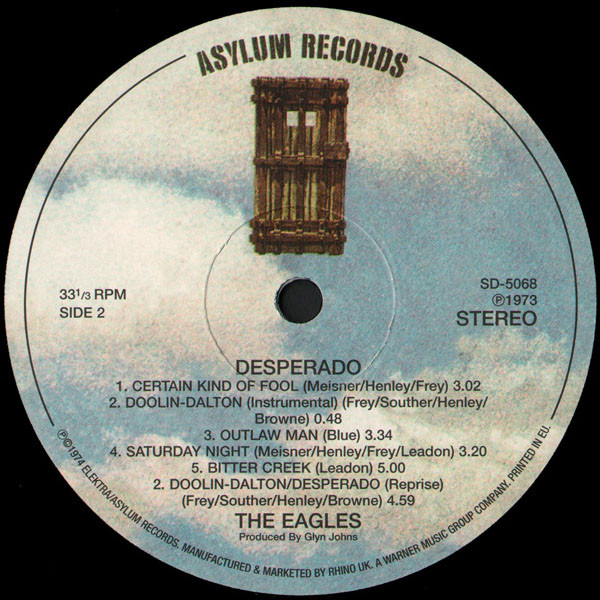 ASYLUM RECORDS
33 1/3 RPM
SIDE 2
SD-5068
℗1973
STEREO
DESPERADO
1. CERTAIN KIND OF FOOL (Meisner/Henley/Frey) 3.02
2. DOOLIN-DALTON (Instrumental) (Frey/Souther/Henley/
Browne) 0.48
3. OUTLAW MAN (Blue) 3.34
4. SATURDAY NIGHT (Meisner/Henley/Frey/Leadon) 3.20
5. BITTER CREEK (Leadon) 5.00
2. DOOLIN-DALTON/DESPERADO (Reprise)
(Frey/Souther/Henley/Browne) 4.59
THE EAGLES
Produced By Glyn Johns
℗©1974 ELEKTRA/ASYLUM RECORDS. MANUFACTURED & MARKETED BY RHINO UK. A WARNER MUSIC GROUP COMPANY. PRINTED IN EU.